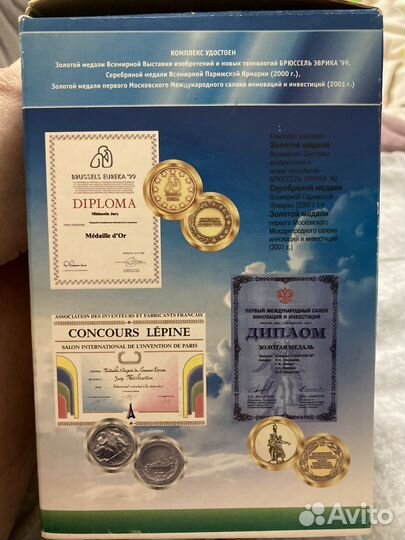 КОМПЛЕКС УДОСТОЕН
Золотой медали Всемирной Выставки изобретений и новых технологий БРЮССЕЛЬ ЭВРИКА '99,
Серебряной медали Всемирной Парижской Ярмарки (2000 г.),
Золотой медали первого Московского Международного салона инноваций и инвестиций (2001 г.)
BRUSSELS EUREKA '99
DIPLOMA
Médaille d'Or
Комплекс удостоен
Золотой медали
Всемирной Выставки
изобретений и
новых технологий
БРЮССЕЛЬ ЭВРИКА '99,
Серебряной медали
Всемирной Парижской
Ярмарки (2000 г.) и
Золотой медали
первого Московского
Международного салона
инноваций и инвестиций
(2001 г.)
ASSOCIATION DES INVENTEURS ET FABRICANTS FRANÇAIS
CONCOURS LÉPINE
SALON INTERNATIONAL DE L'INVENTION DE PARIS
ПЕРВЫЙ МЕЖДУНАРОДНЫЙ САЛОН
ИННОВАЦИЙ И ИНВЕСТИЦИЙ
ДИПЛОМ
ЗОЛОТАЯ МЕДАЛЬ
Avito